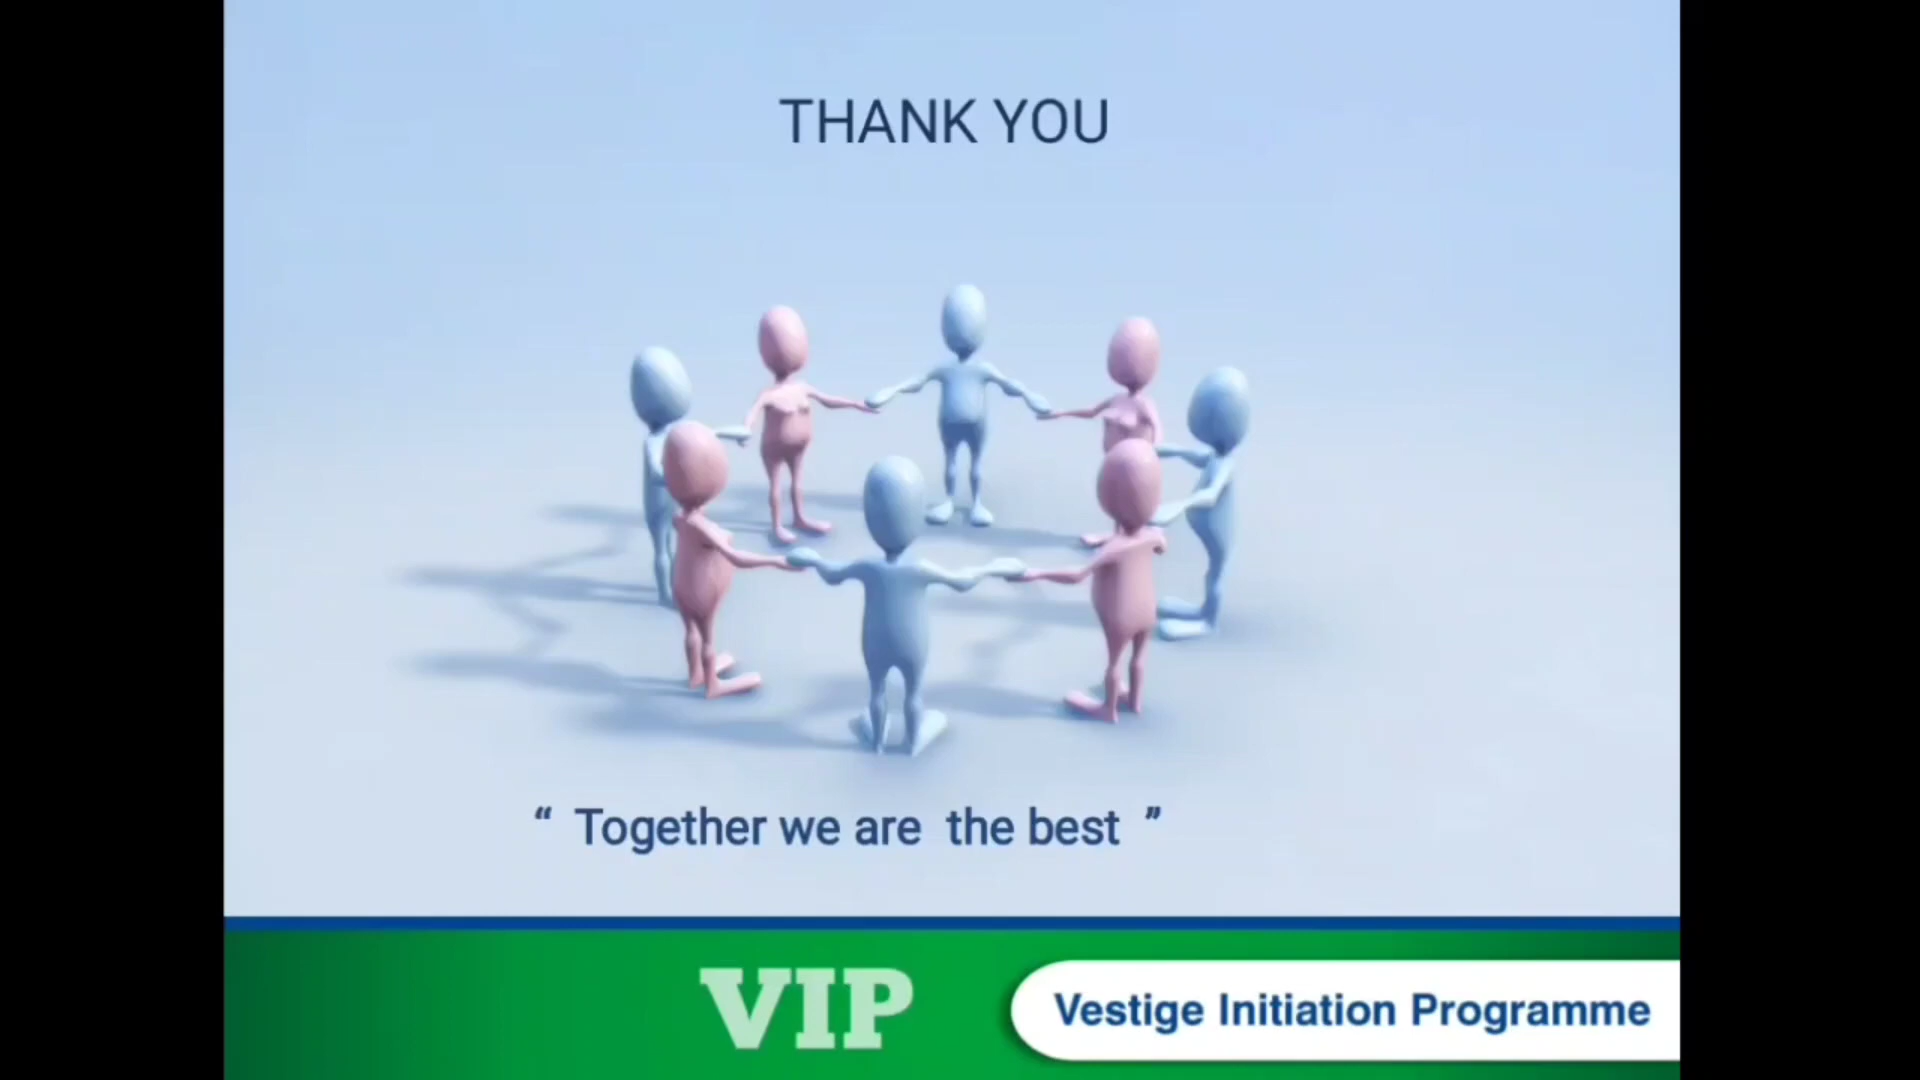 THANK YOU
“ Together we are the best ”
VIP
Vestige Initiation Programme